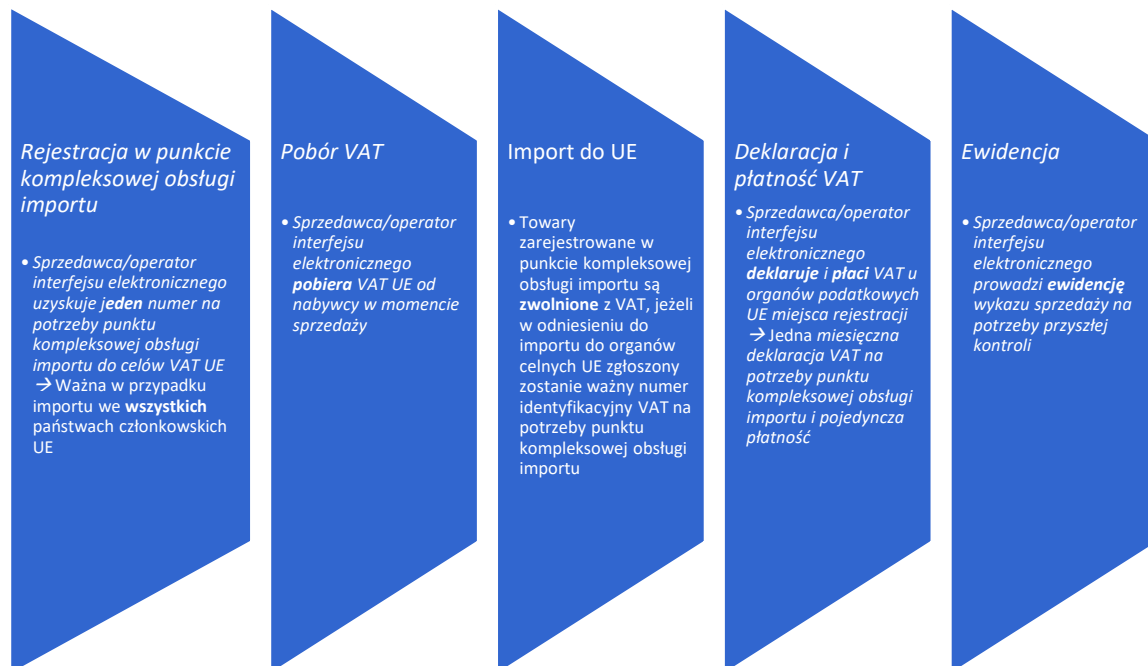 Rejestracja w punkcie
kompleksowej obsługi
importu
• Sprzedawca/operator
interfejsu elektronicznego
uzyskuje jeden numer na
potrzeby punktu
kompleksowej obsługi
importu do celów VAT UE
→ Ważna w przypadku
importu we wszystkich
państwach członkowskich
UE
Pobór VAT
• Sprzedawca/operator
interfejsu
elektronicznego
pobiera VAT UE od
nabywcy w momencie
sprzedaży
Import do UE
• Towary
zarejestrowane w
punkcie kompleksowej
obsługi importu są
zwolnione z VAT, jeżeli
w odniesieniu do
importu do organów
celnych UE zgłoszony
zostanie ważny numer
identyfikacyjny VAT na
potrzeby punktu
kompleksowej obsługi
importu
Deklaracja i
płatność VAT
• Sprzedawca/operator
interfejsu
elektronicznego
deklaruje i płaci VAT u
organów podatkowych
UE miejsca rejestracji
→ Jedna miesięczna
deklaracja VAT na
potrzeby punktu
kompleksowej obsługi
importu i pojedyncza
płatność
Ewidencja
• Sprzedawca/operator
interfejsu
elektronicznego
prowadzi ewidencję
wykazu sprzedaży na
potrzeby przyszłej
kontroli